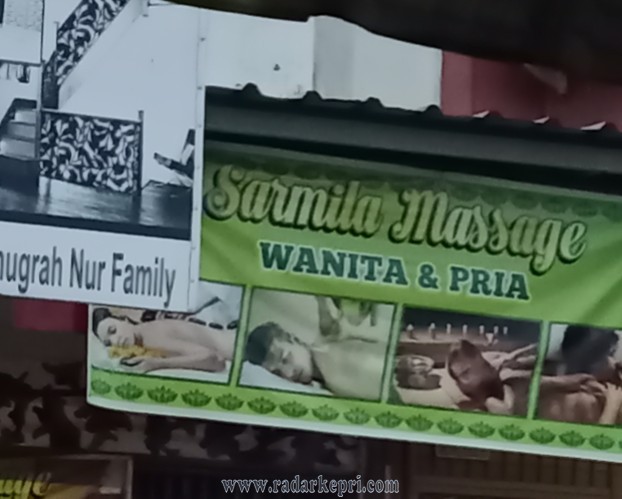 Sarmila Massage
WANITA & PRIA
nugrah Nur Family
www.radarkepri.com